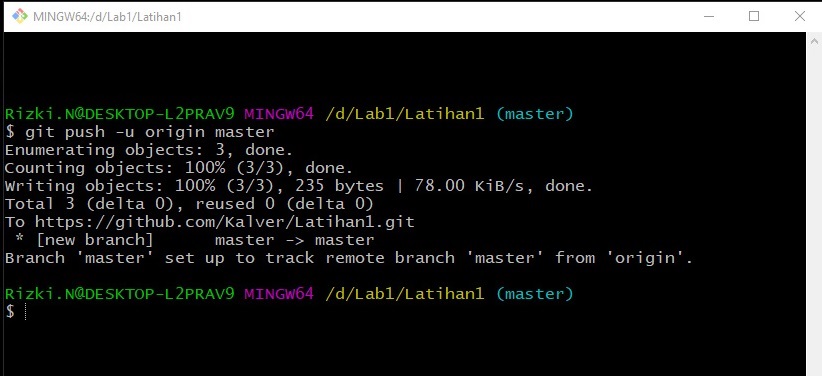 MINGW64:/d/Lab1/Latihan1
Rizki.N@DESKTOP-L2PRAV9 MINGW64 /d/Lab1/Latihan1 (master)
$ git push -u origin master
Enumerating objects: 3, done.
Counting objects: 100% (3/3), done.
Writing objects: 100% (3/3), 235 bytes | 78.00 KiB/s, done.
Total 3 (delta 0), reused 0 (delta 0)
To https://github.com/Kalver/Latihan1.git
 * [new branch]      master -> master
Branch 'master' set up to track remote branch 'master' from 'origin'.
Rizki.N@DESKTOP-L2PRAV9 MINGW64 /d/Lab1/Latihan1 (master)
$